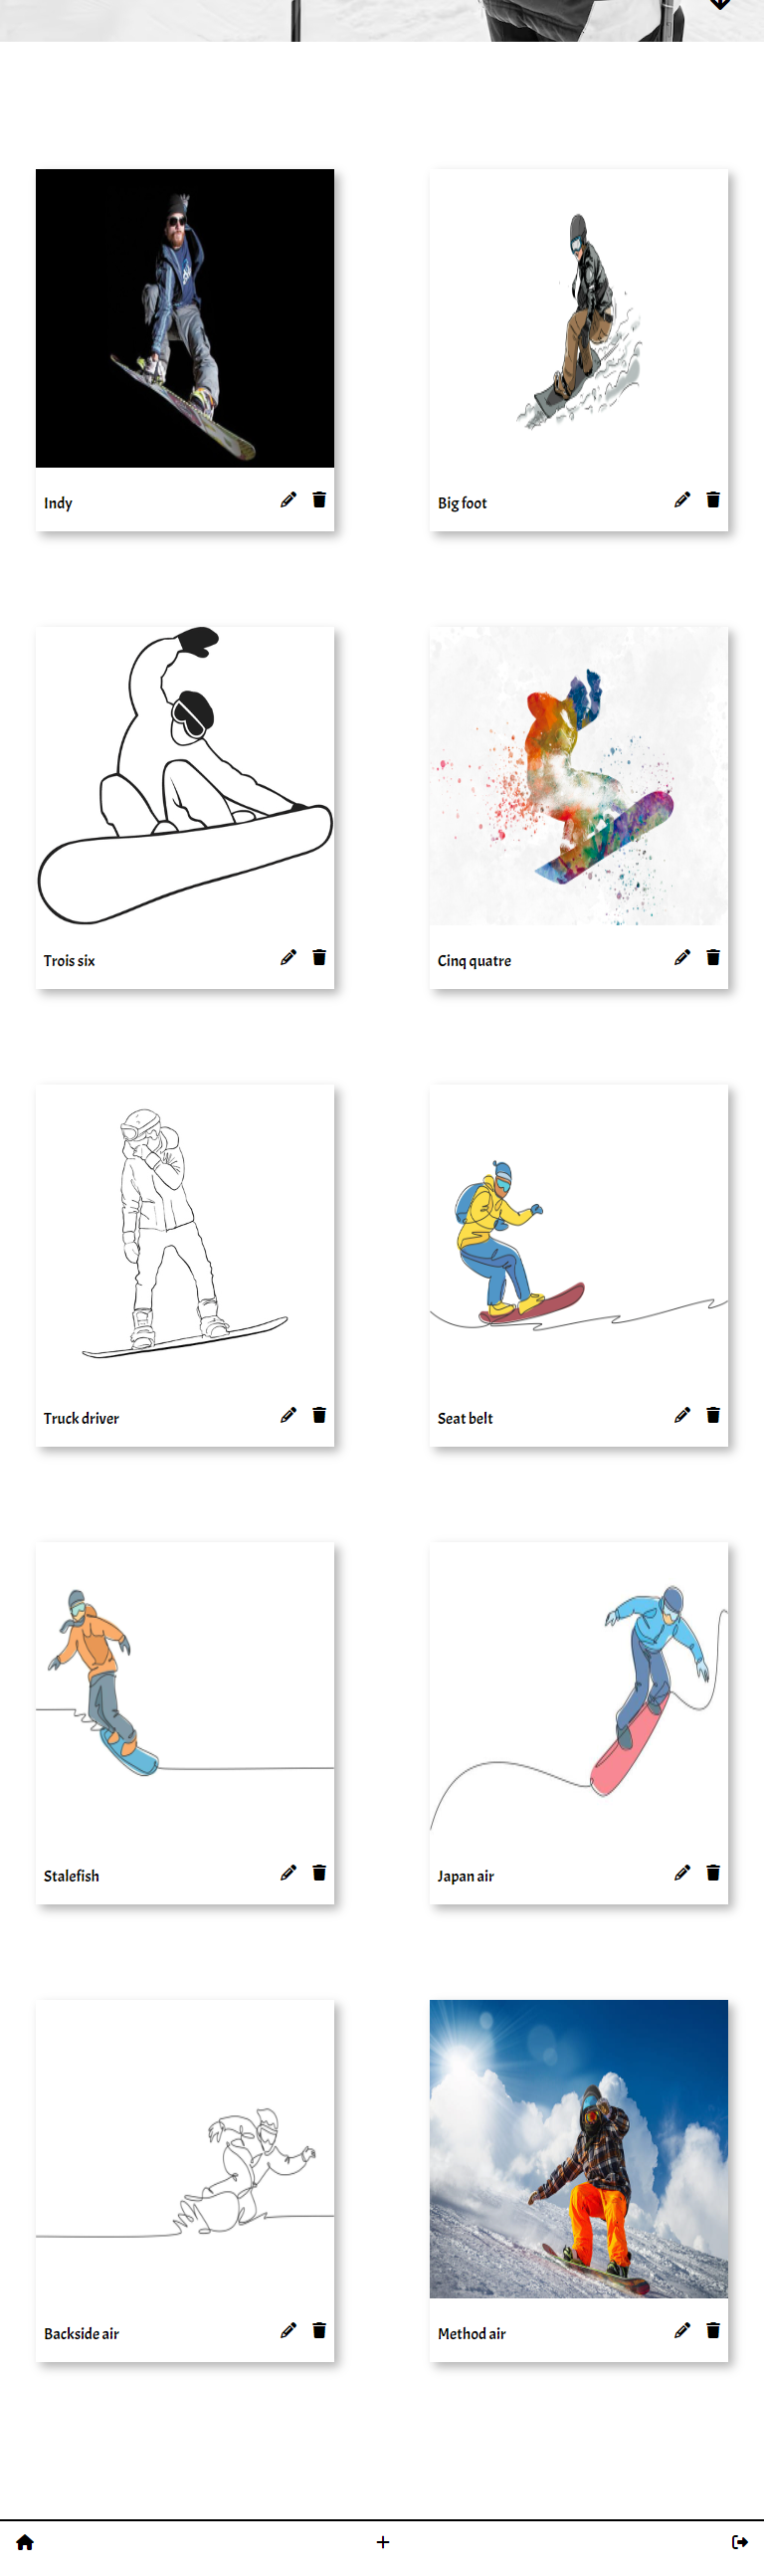 Indy
Big foot
Trois six
Cinq quatre
Truck driver
Seat belt
Stalefish
Japan air
Backside air
Method air